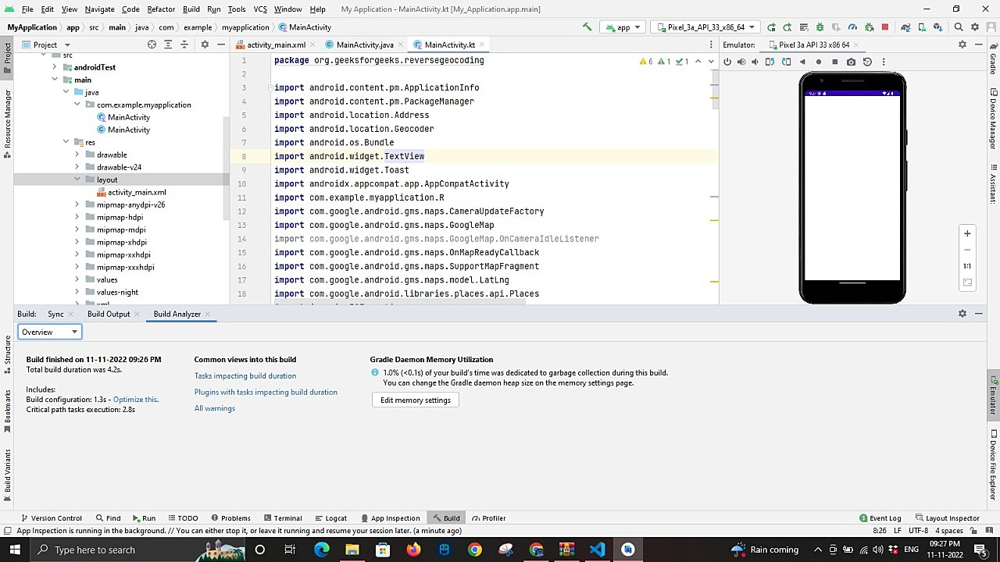 File Edit View Navigate Code Refactor Build Run Tools VCS Window Help My Application - MainActivity.kt [My_Application.app.main]
MyApplication app src main java com example myapplication MainActivity
app Pixel_3a_API_33_x86_64
Project
activity_main.xml MainActivity.java MainActivity.kt
Emulator: Pixel 3a API 33 x86 64
src
androidTest
main
java
com.example.myapplication
MainActivity
MainActivity
res
drawable
drawable-v24
layout
activity_main.xml
mipmap-anydpi-v26
mipmap-hdpi
mipmap-mdpi
mipmap-xhdpi
mipmap-xxhdpi
mipmap-xxxhdpi
values
values-night
xml
6 1 1
1 package org.geeksforgeeks.reversegeocoding
2
3 import android.content.pm.ApplicationInfo
4 import android.content.pm.PackageManager
5 import android.location.Address
6 import android.location.Geocoder
7 import android.os.Bundle
8 import android.widget.TextView
9 import android.widget.Toast
10 import androidx.appcompat.app.AppCompatActivity
11 import com.example.myapplication.R
12 import com.google.android.gms.maps.CameraUpdateFactory
13 import com.google.android.gms.maps.GoogleMap
14 import com.google.android.gms.maps.GoogleMap.OnCameraIdleListener
15 import com.google.android.gms.maps.OnMapReadyCallback
16 import com.google.android.gms.maps.SupportMapFragment
17 import com.google.android.gms.maps.model.LatLng
18 import com.google.android.libraries.places.api.Places
1:1
Project
Resource Manager
Structure
Bookmarks
Build Variants
Gradle
Device Manager
Assistant
Emulator
Device File Explorer
Build: Sync Build Output Build Analyzer
Overview
Build finished on 11-11-2022 09:26 PM
Total build duration was 4.2s.
Includes:
Build configuration: 1.3s - Optimize this.
Critical path tasks execution: 2.8s
Common views into this build
Tasks impacting build duration
Plugins with tasks impacting build duration
All warnings
Gradle Daemon Memory Utilization
1.0% (<0.1s) of your build's time was dedicated to garbage collection during this build.
You can change the Gradle daemon heap size on the memory settings page.
Edit memory settings
Version Control Find Run TODO Problems Terminal Logcat App Inspection Build Profiler Event Log Layout Inspector
App Inspection is running in the background. // You can either stop it, or leave it running and resume your session later. (a minute ago) 8:26 LF UTF-8 4 spaces
Type here to search
Rain coming
ENG
09:27 PM
11-11-2022